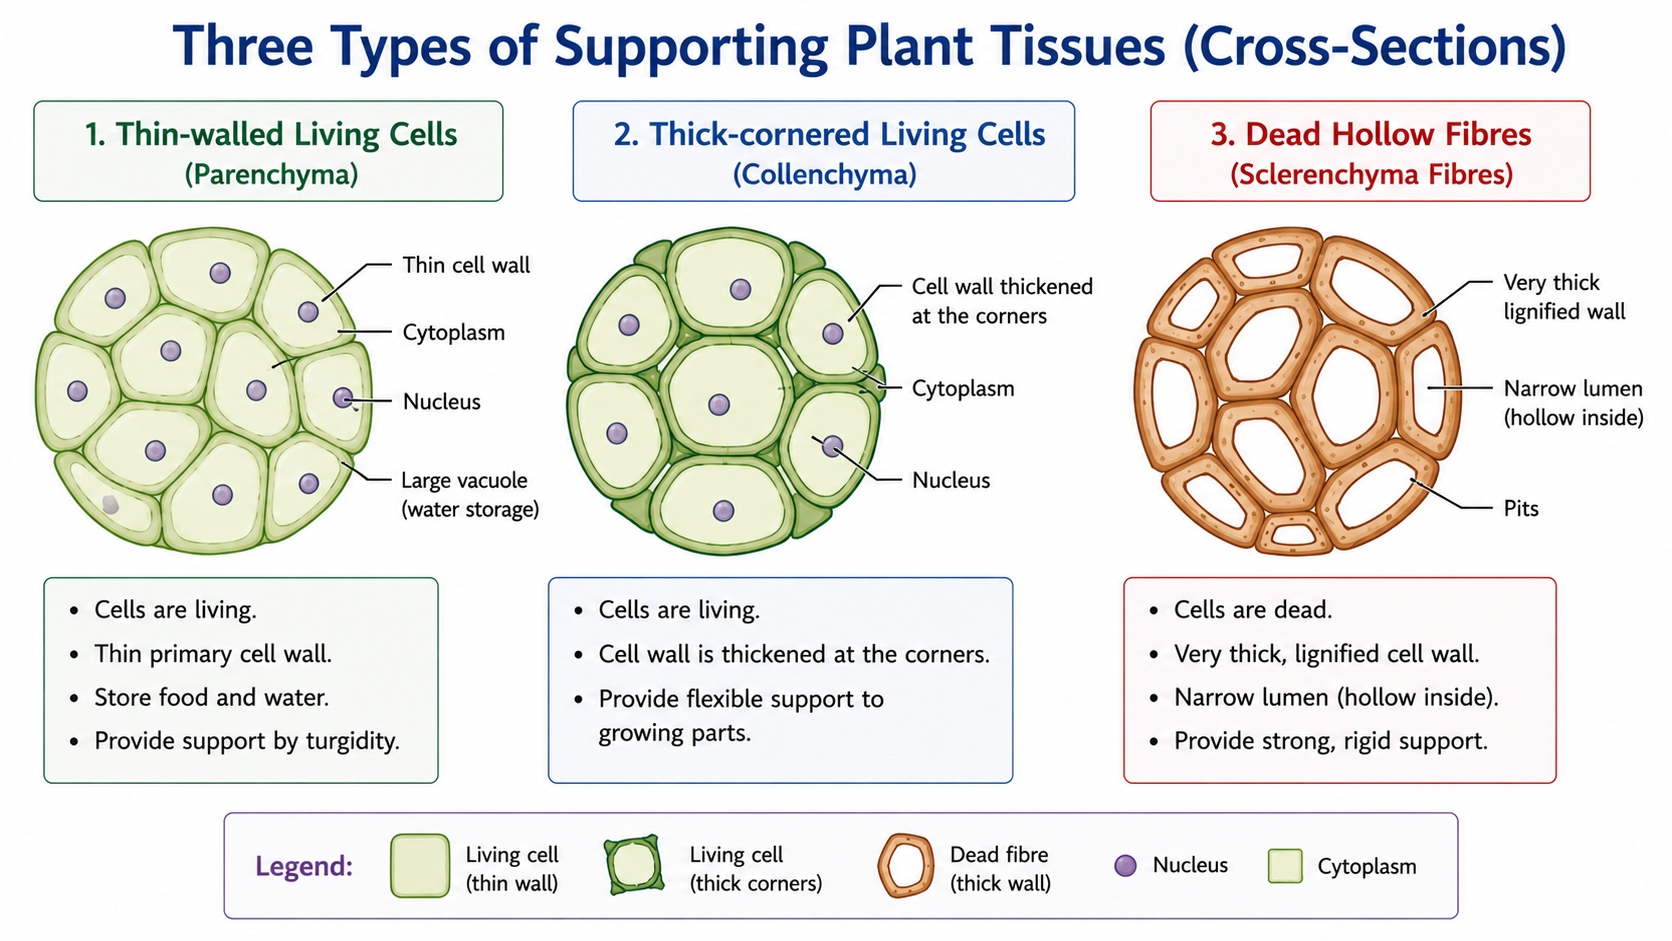 Three Types of Supporting Plant Tissues (Cross-Sections)
1. Thin-walled Living Cells
(Parenchyma)
Thin cell wall
Cytoplasm
Nucleus
Large vacuole
(water storage)
• Cells are living.
• Thin primary cell wall.
• Store food and water.
• Provide support by turgidity.
2. Thick-cornered Living Cells
(Collenchyma)
Cell wall thickened
at the corners
Cytoplasm
Nucleus
• Cells are living.
• Cell wall is thickened at the corners.
• Provide flexible support to
growing parts.
3. Dead Hollow Fibres
(Sclerenchyma Fibres)
Very thick
lignified wall
Narrow lumen
(hollow inside)
Pits
• Cells are dead.
• Very thick, lignified cell wall.
• Narrow lumen (hollow inside).
• Provide strong, rigid support.
Legend:
Living cell
(thin wall)
Living cell
(thick corners)
Dead fibre
(thick wall)
Nucleus
Cytoplasm